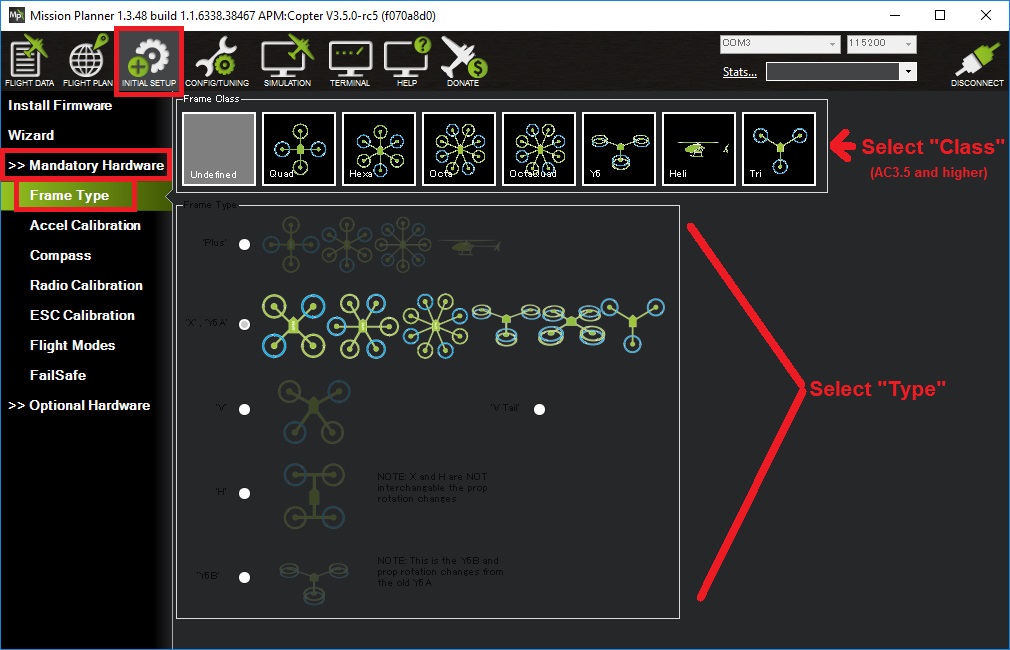 Mission Planner 1.3.48 build 1.1.6338.38467 APM:Copter V3.5.0-rc5 (f070a8d0)
COM3 115200
Stats...
FLIGHT DATA FLIGHT PLAN INITIAL SETUP CONFIG/TUNING SIMULATION TERMINAL HELP DONATE DISCONNECT
Install Firmware
Wizard
>> Mandatory Hardware
Frame Type
Accel Calibration
Compass
Radio Calibration
ESC Calibration
Flight Modes
FailSafe
>> Optional Hardware
Frame Class
Undefined Quad Hexa Octa OctaQuad Y6 Heli Tri
Select "Class"
(AC3.5 and higher)
Frame Type
"Plus"
"X", "Y6A"
"V" "V Tail"
Select "Type"
"H"
NOTE: X and H are NOT
interchangable the prop
rotation changes
"Y6B"
NOTE: This is the Y6B and
prop rotation changes from
the old Y6A